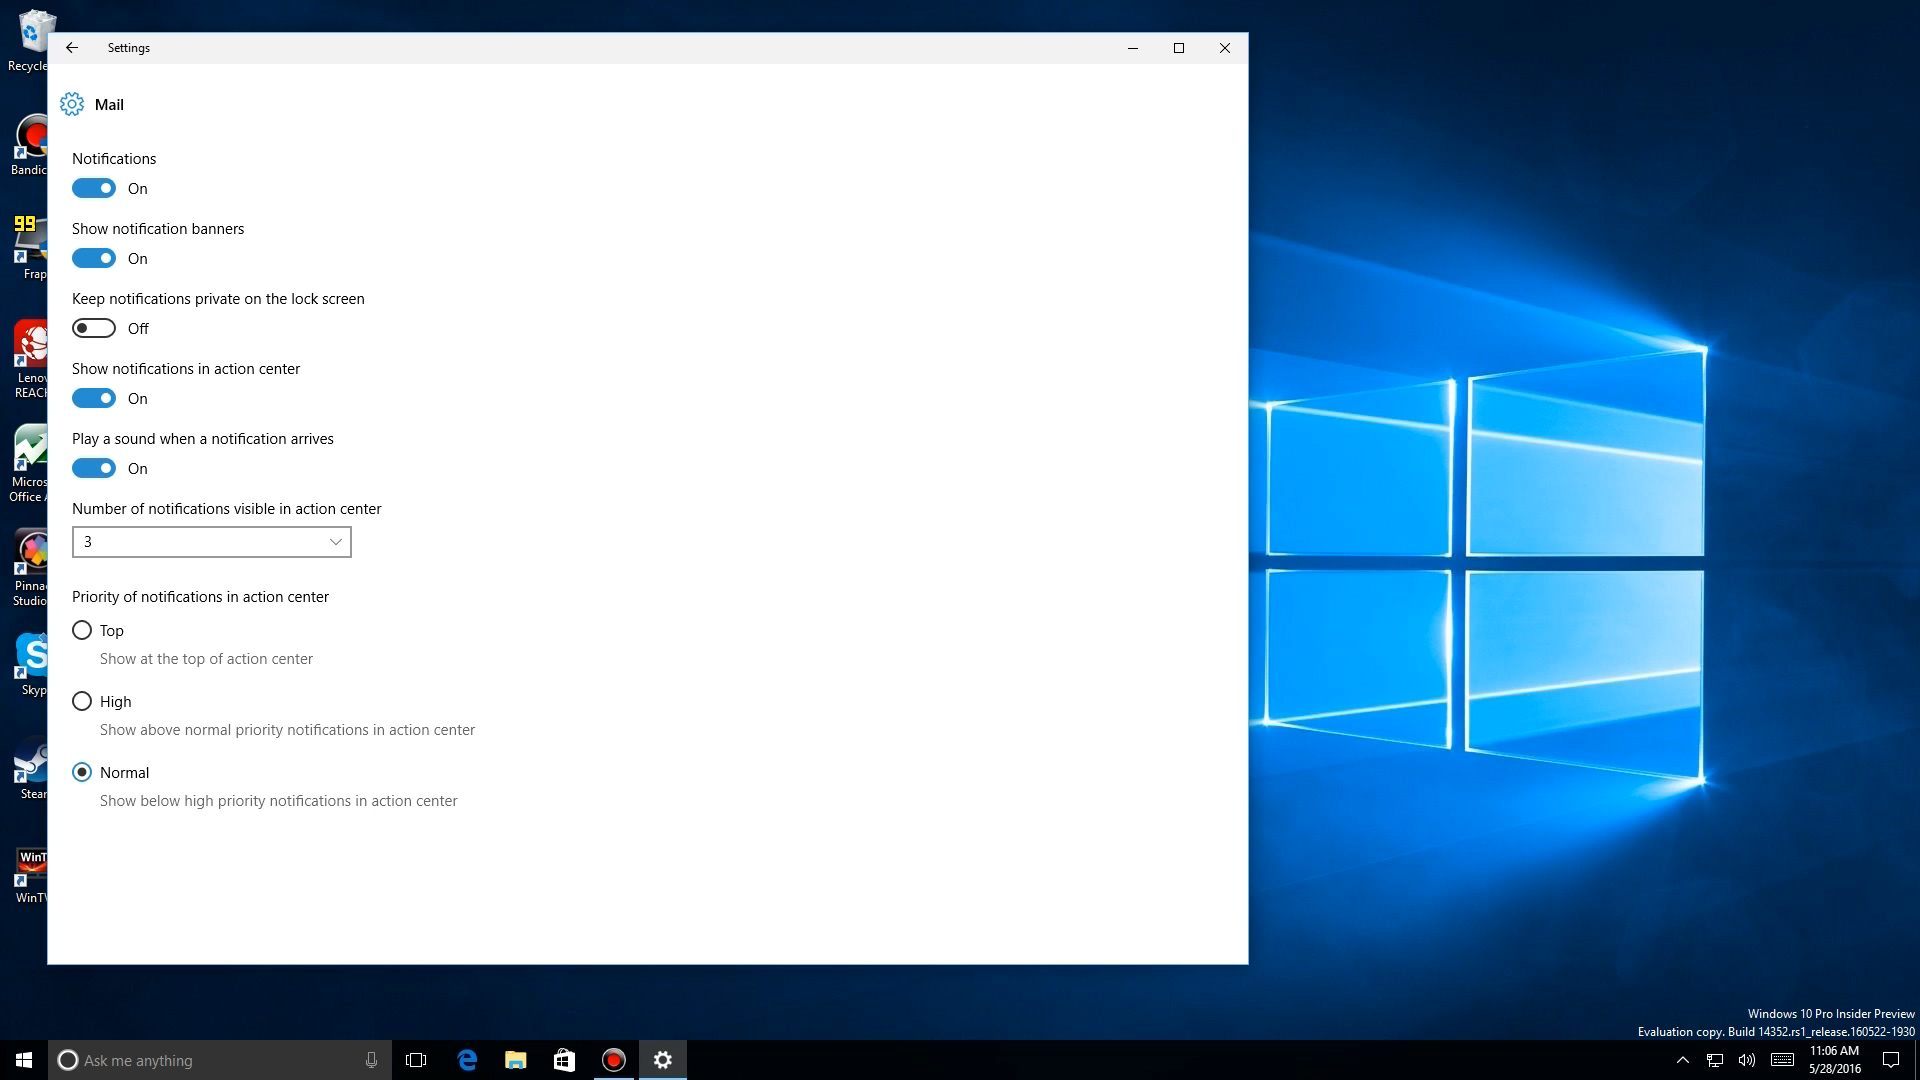 Settings
Mail
Notifications
On
Show notification banners
On
Keep notifications private on the lock screen
Off
Show notifications in action center
On
Play a sound when a notification arrives
On
Number of notifications visible in action center
3
Priority of notifications in action center
Top
Show at the top of action center
High
Show above normal priority notifications in action center
Normal
Show below high priority notifications in action center
Recycle
Bandic
99
Frap
Lenov
REACH
Micros
Office A
Pinna
Studio
S
Skyp
Stear
WinT
WinTV
Windows 10 Pro Insider Preview
Evaluation copy. Build 14352.rs1_release.160522-1930
Ask me anything
11:06 AM
5/28/2016